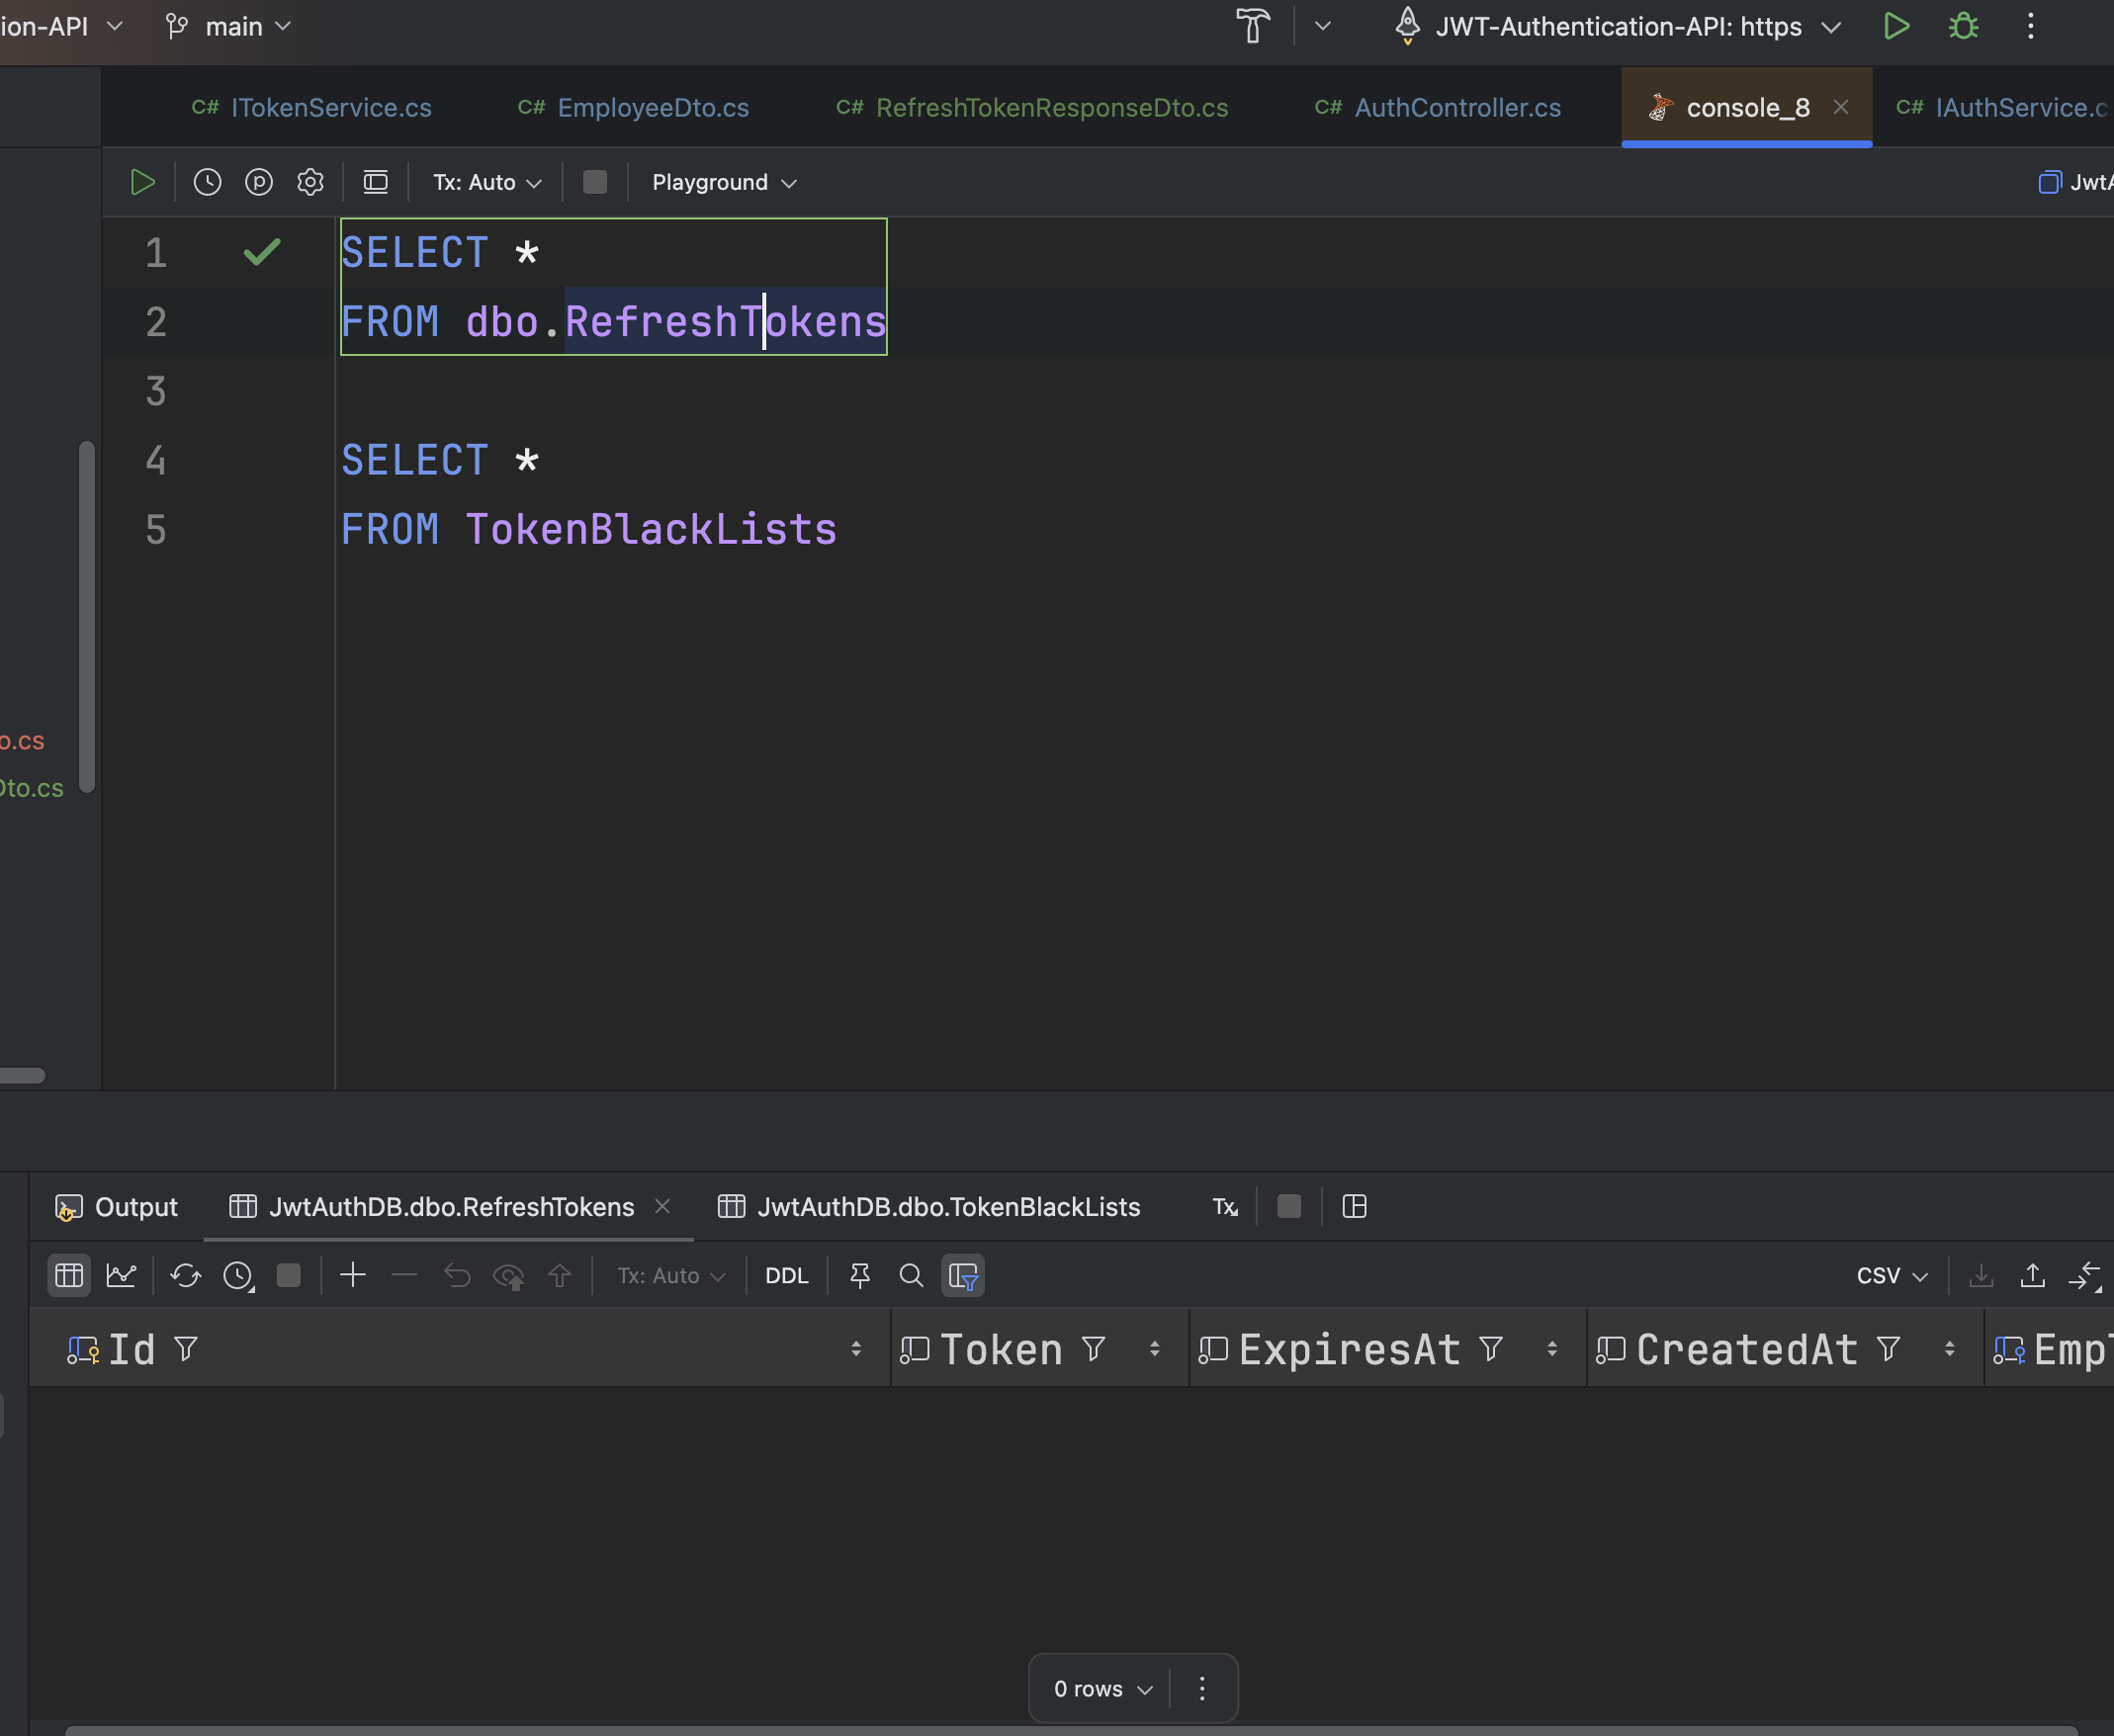 ion-API main JWT-Authentication-API: https
C# ITokenService.cs C# EmployeeDto.cs C# RefreshTokenResponseDto.cs C# AuthController.cs console_8 C# IAuthService.c
Tx: Auto Playground JwtA
1 SELECT *
2 FROM dbo.RefreshTokens
3
4 SELECT *
5 FROM TokenBlackLists
o.cs
Dto.cs
Output JwtAuthDB.dbo.RefreshTokens JwtAuthDB.dbo.TokenBlackLists Tx
Tx: Auto DDL CSV
Id Token ExpiresAt CreatedAt Emp
0 rows